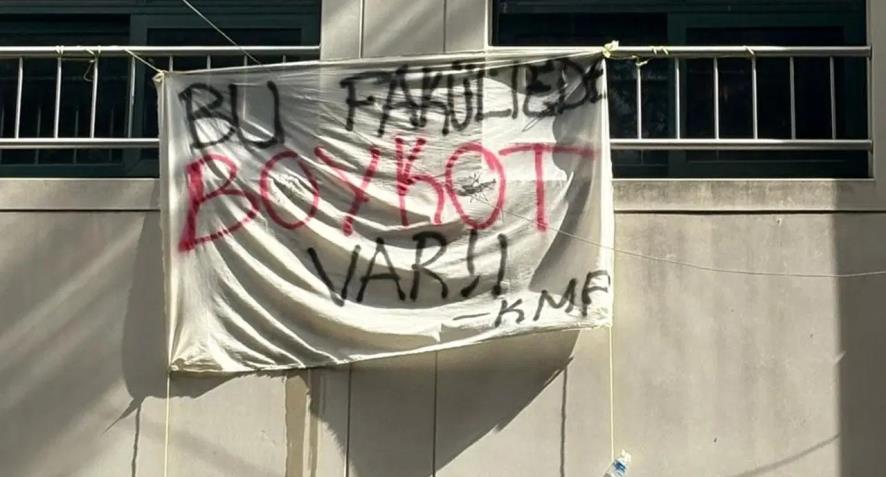 BU FAKÜLTEDE
BOYKOT
VAR!!
-KMF